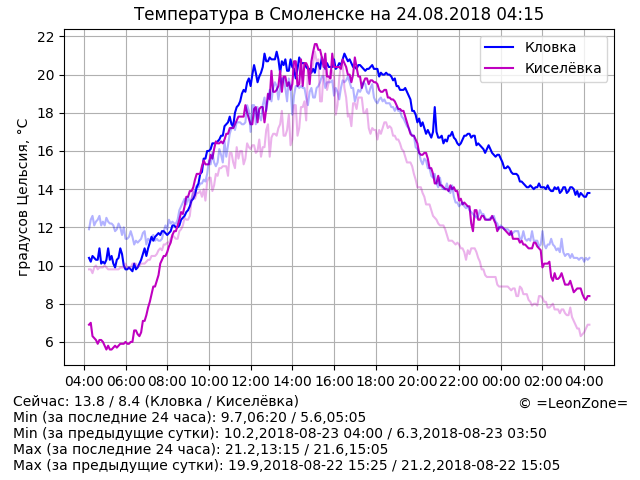 Температура в Смоленске на 24.08.2018 04:15
Кловка
Киселёвка
градусов Цельсия, °C
22
20
18
16
14
12
10
8
6
04:00 06:00 08:00 10:00 12:00 14:00 16:00 18:00 20:00 22:00 00:00 02:00 04:00
Сейчас: 13.8 / 8.4 (Кловка / Киселёвка)
© =LeonZone=
Min (за последние 24 часа): 9.7,06:20 / 5.6,05:05
Min (за предыдущие сутки): 10.2,2018-08-23 04:00 / 6.3,2018-08-23 03:50
Max (за последние 24 часа): 21.2,13:15 / 21.6,15:05
Max (за предыдущие сутки): 19.9,2018-08-22 15:25 / 21.2,2018-08-22 15:05